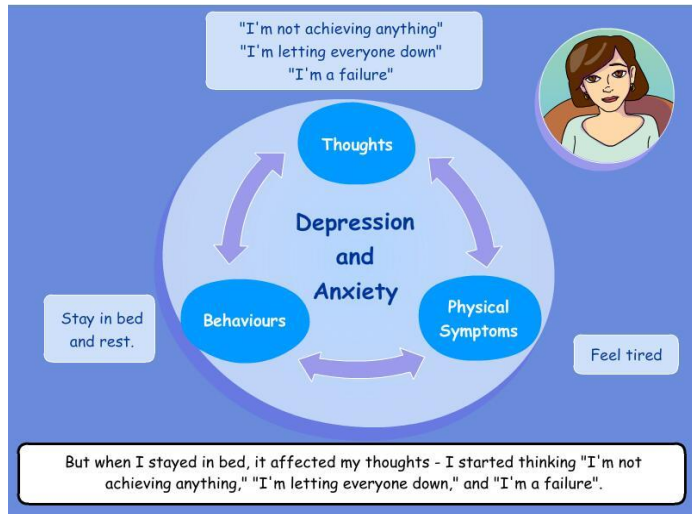 "I'm not achieving anything"
"I'm letting everyone down"
"I'm a failure"
Thoughts
Depression
and
Anxiety
Behaviours
Physical
Symptoms
Stay in bed
and rest.
Feel tired
But when I stayed in bed, it affected my thoughts - I started thinking "I'm not
achieving anything," "I'm letting everyone down," and "I'm a failure".